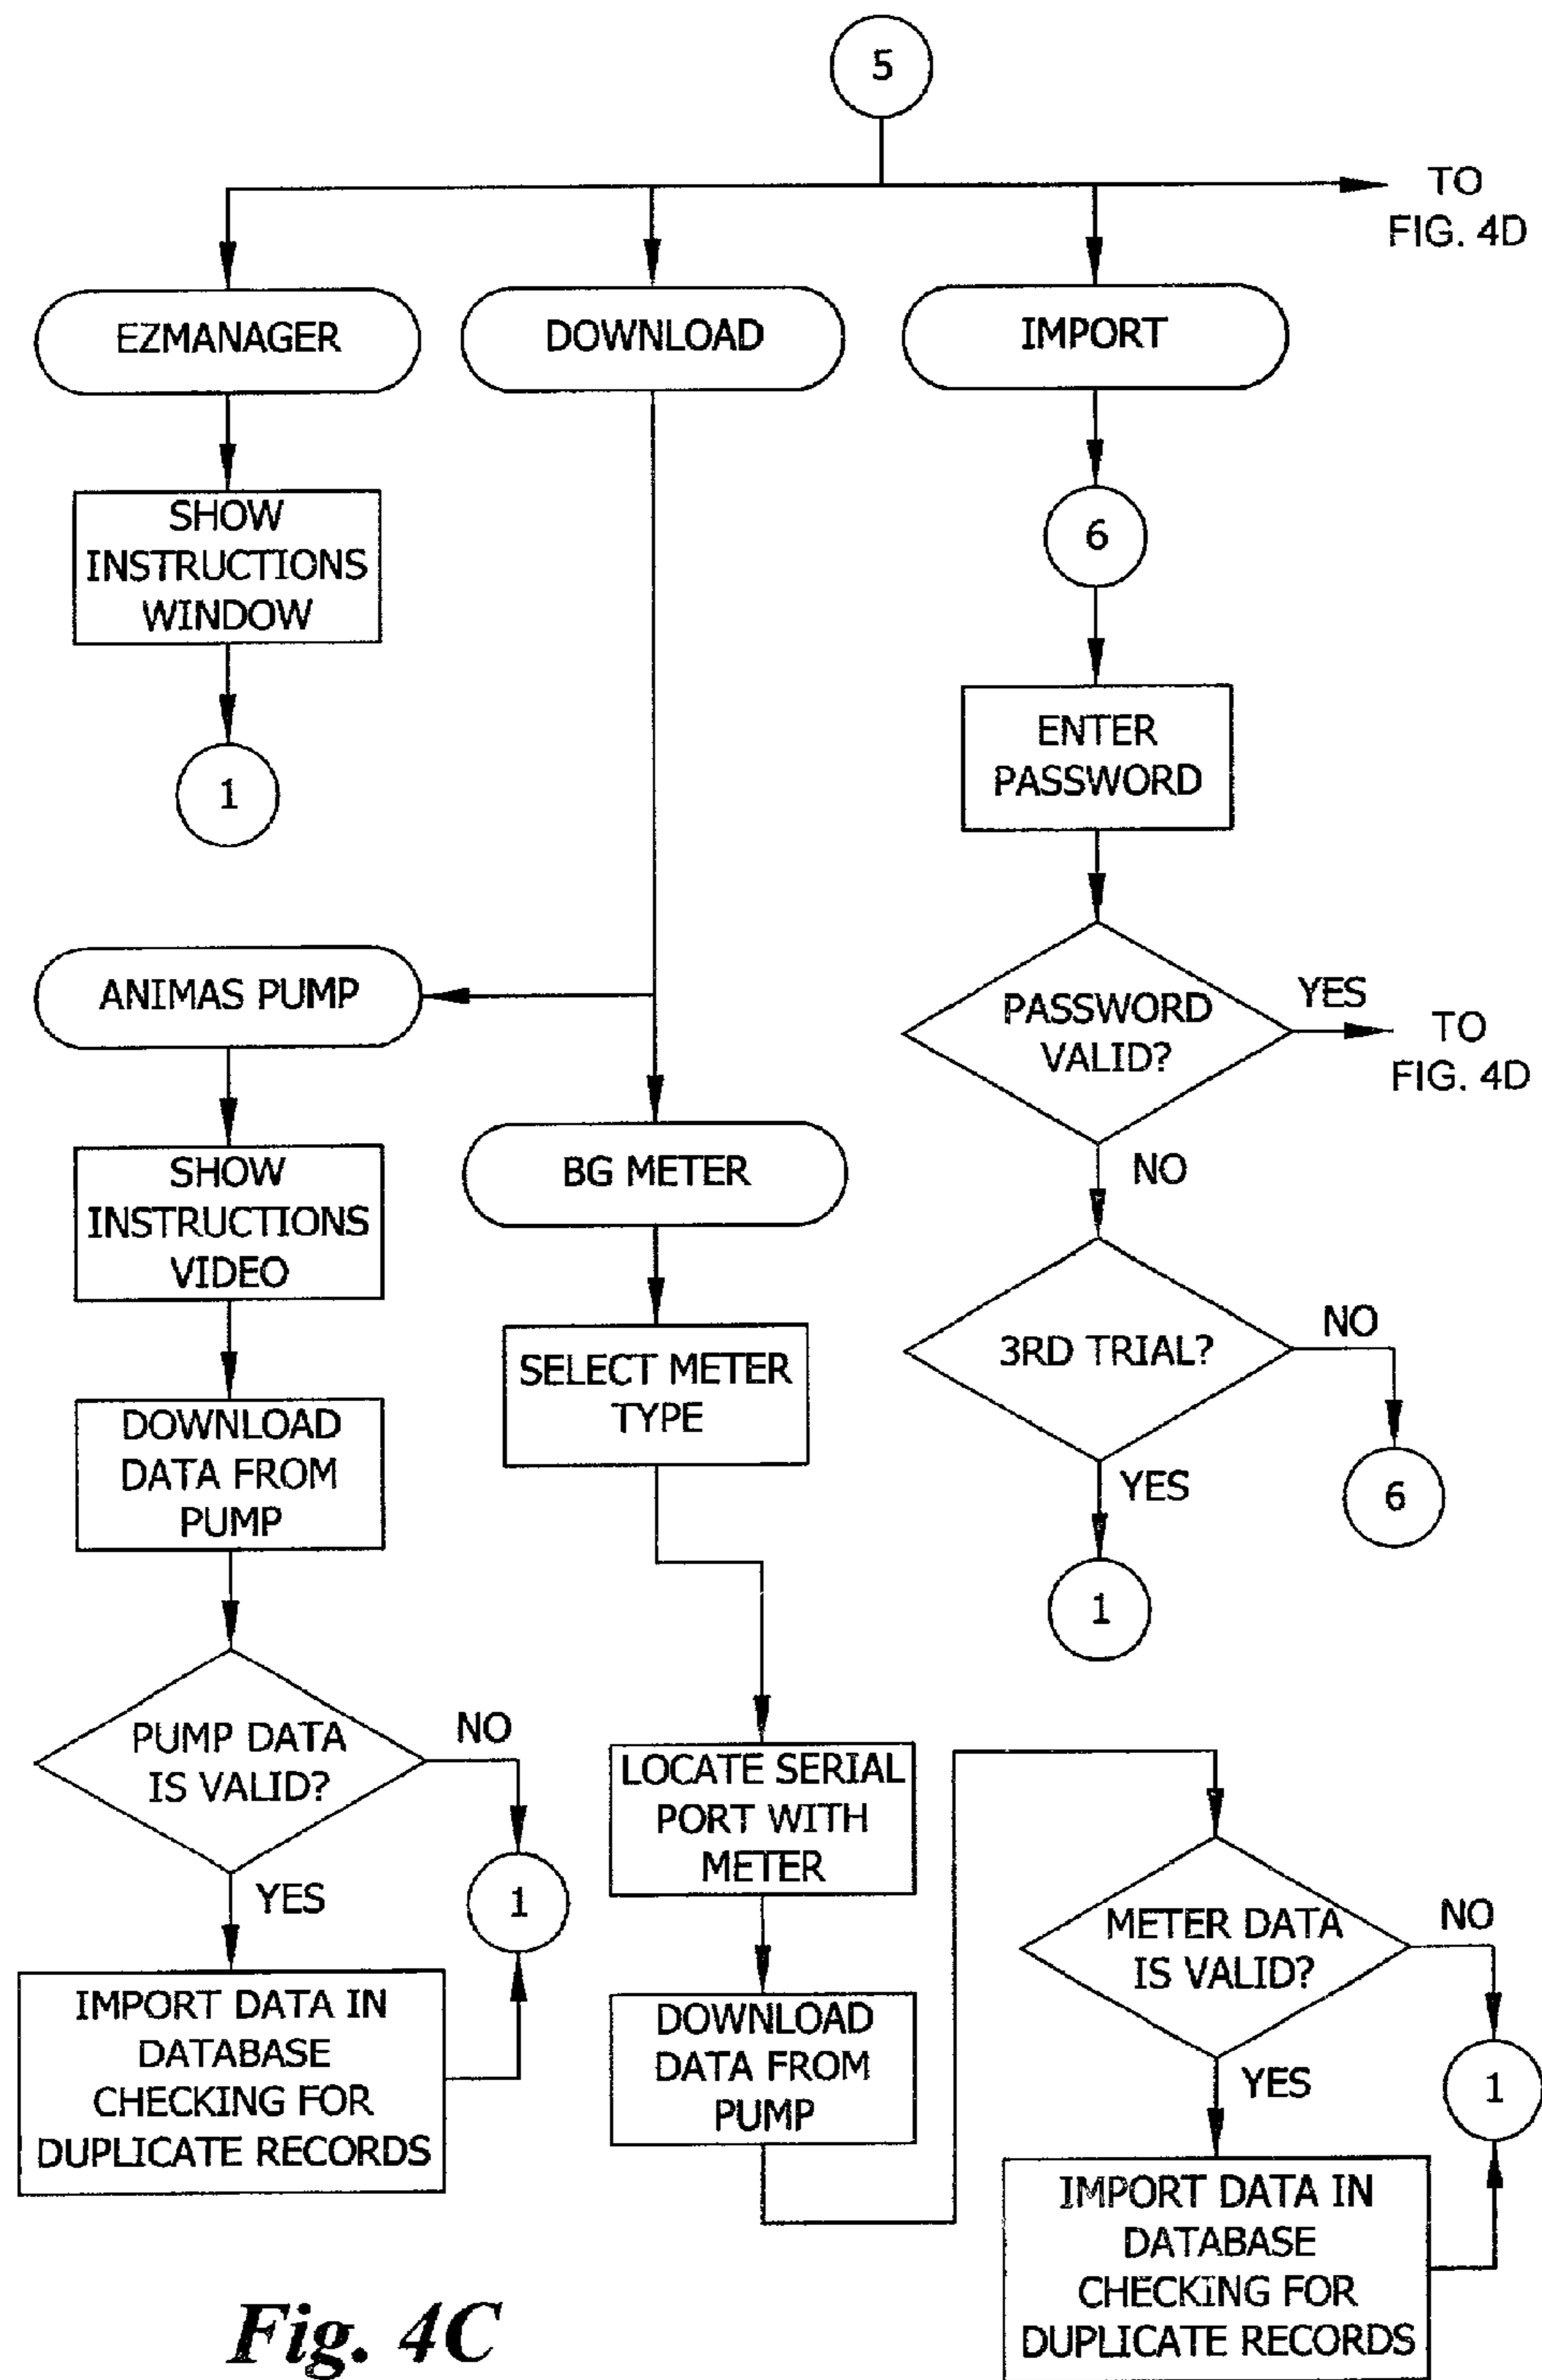 5
TO
FIG. 4D
EZMANAGER
DOWNLOAD
IMPORT
SHOW
INSTRUCTIONS
WINDOW
6
1
ENTER
PASSWORD
ANIMAS PUMP
PASSWORD
VALID?
YES
TO
FIG. 4D
NO
SHOW
INSTRUCTIONS
VIDEO
BG METER
3RD TRIAL?
NO
6
YES
1
SELECT METER
TYPE
DOWNLOAD
DATA FROM
PUMP
PUMP DATA
IS VALID?
NO
1
YES
LOCATE SERIAL
PORT WITH
METER
METER DATA
IS VALID?
NO
1
YES
IMPORT DATA IN
DATABASE
CHECKING FOR
DUPLICATE RECORDS
DOWNLOAD
DATA FROM
PUMP
IMPORT DATA IN
DATABASE
CHECKING FOR
DUPLICATE RECORDS
Fig. 4C